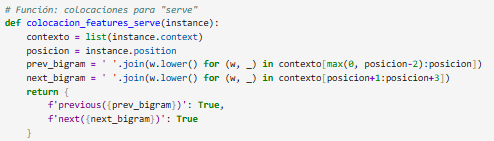 # Función: colocaciones para "serve"
def colocacion_features_serve(instance):
    contexto = list(instance.context)
    posicion = instance.position
    prev_bigram = ' '.join(w.lower() for (w, _) in contexto[max(0, posicion-2):posicion])
    next_bigram = ' '.join(w.lower() for (w, _) in contexto[posicion+1:posicion+3])
    return {
        f'previous({prev_bigram})': True,
        f'next({next_bigram})': True
    }